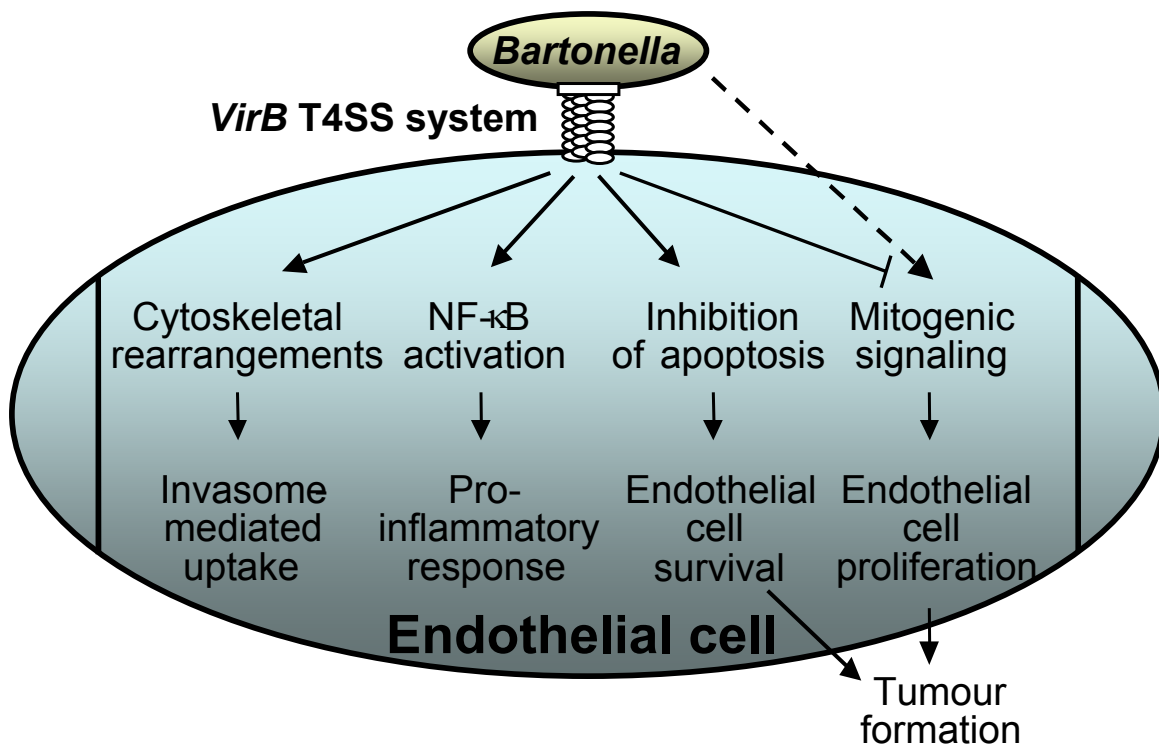 Bartonella
VirB T4SS system
Cytoskeletal
rearrangements
NF-κB
activation
Inhibition
of apoptosis
Mitogenic
signaling
Invasome-
mediated
uptake
Pro-
inflammatory
response
Endothelial
cell
survival
Endothelial
cell
proliferation
Endothelial cell
Tumour
formation